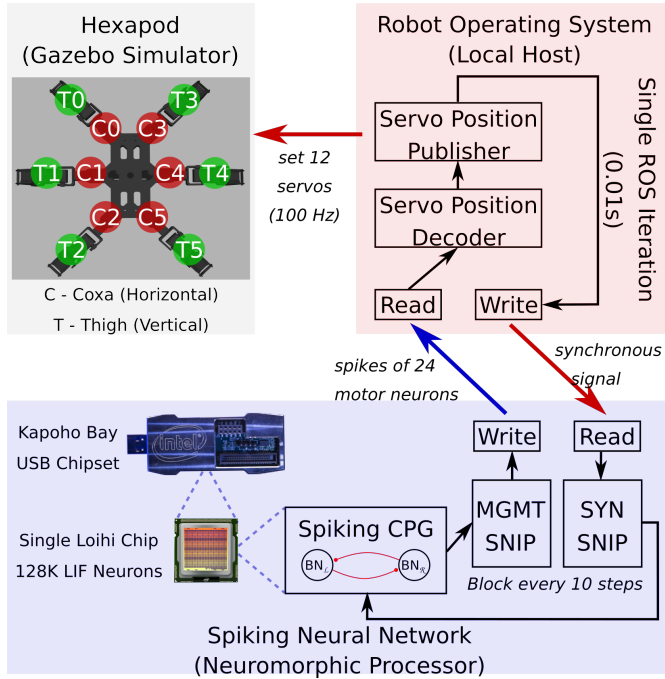 Hexapod
(Gazebo Simulator)
T0
T3
C0
C3
T1
C1
C4
T4
C2
C5
T2
T5
C - Coxa (Horizontal)
T - Thigh (Vertical)
set 12
servos
(100 Hz)
Robot Operating System
(Local Host)
Servo Position
Publisher
Servo Position
Decoder
Read
Write
Single ROS Iteration
(0.01s)
spikes of 24
motor neurons
synchronous
signal
Kapoho Bay
USB Chipset
intel
Single Loihi Chip
128K LIF Neurons
Spiking CPG
BN_ℒ
BN_ℛ
Write
Read
MGMT
SNIP
SYN
SNIP
Block every 10 steps
Spiking Neural Network
(Neuromorphic Processor)